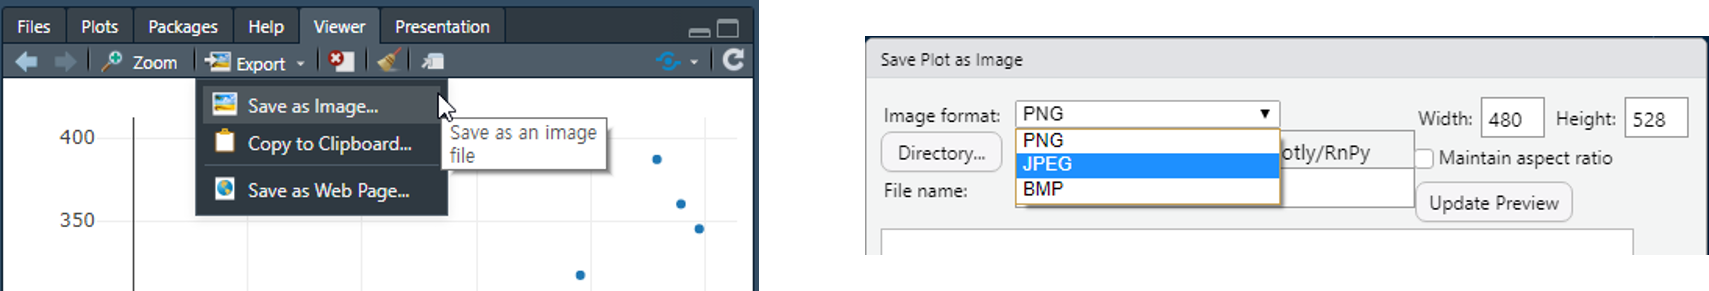 Files Plots Packages Help Viewer Presentation
Zoom Export
Save as Image...
Copy to Clipboard...
Save as Web Page...
Save as an image
file
400
350
Save Plot as Image
Image format: PNG
PNG
JPEG
BMP
Directory...
otly/RnPy
File name:
Width: 480 Height: 528
Maintain aspect ratio
Update Preview